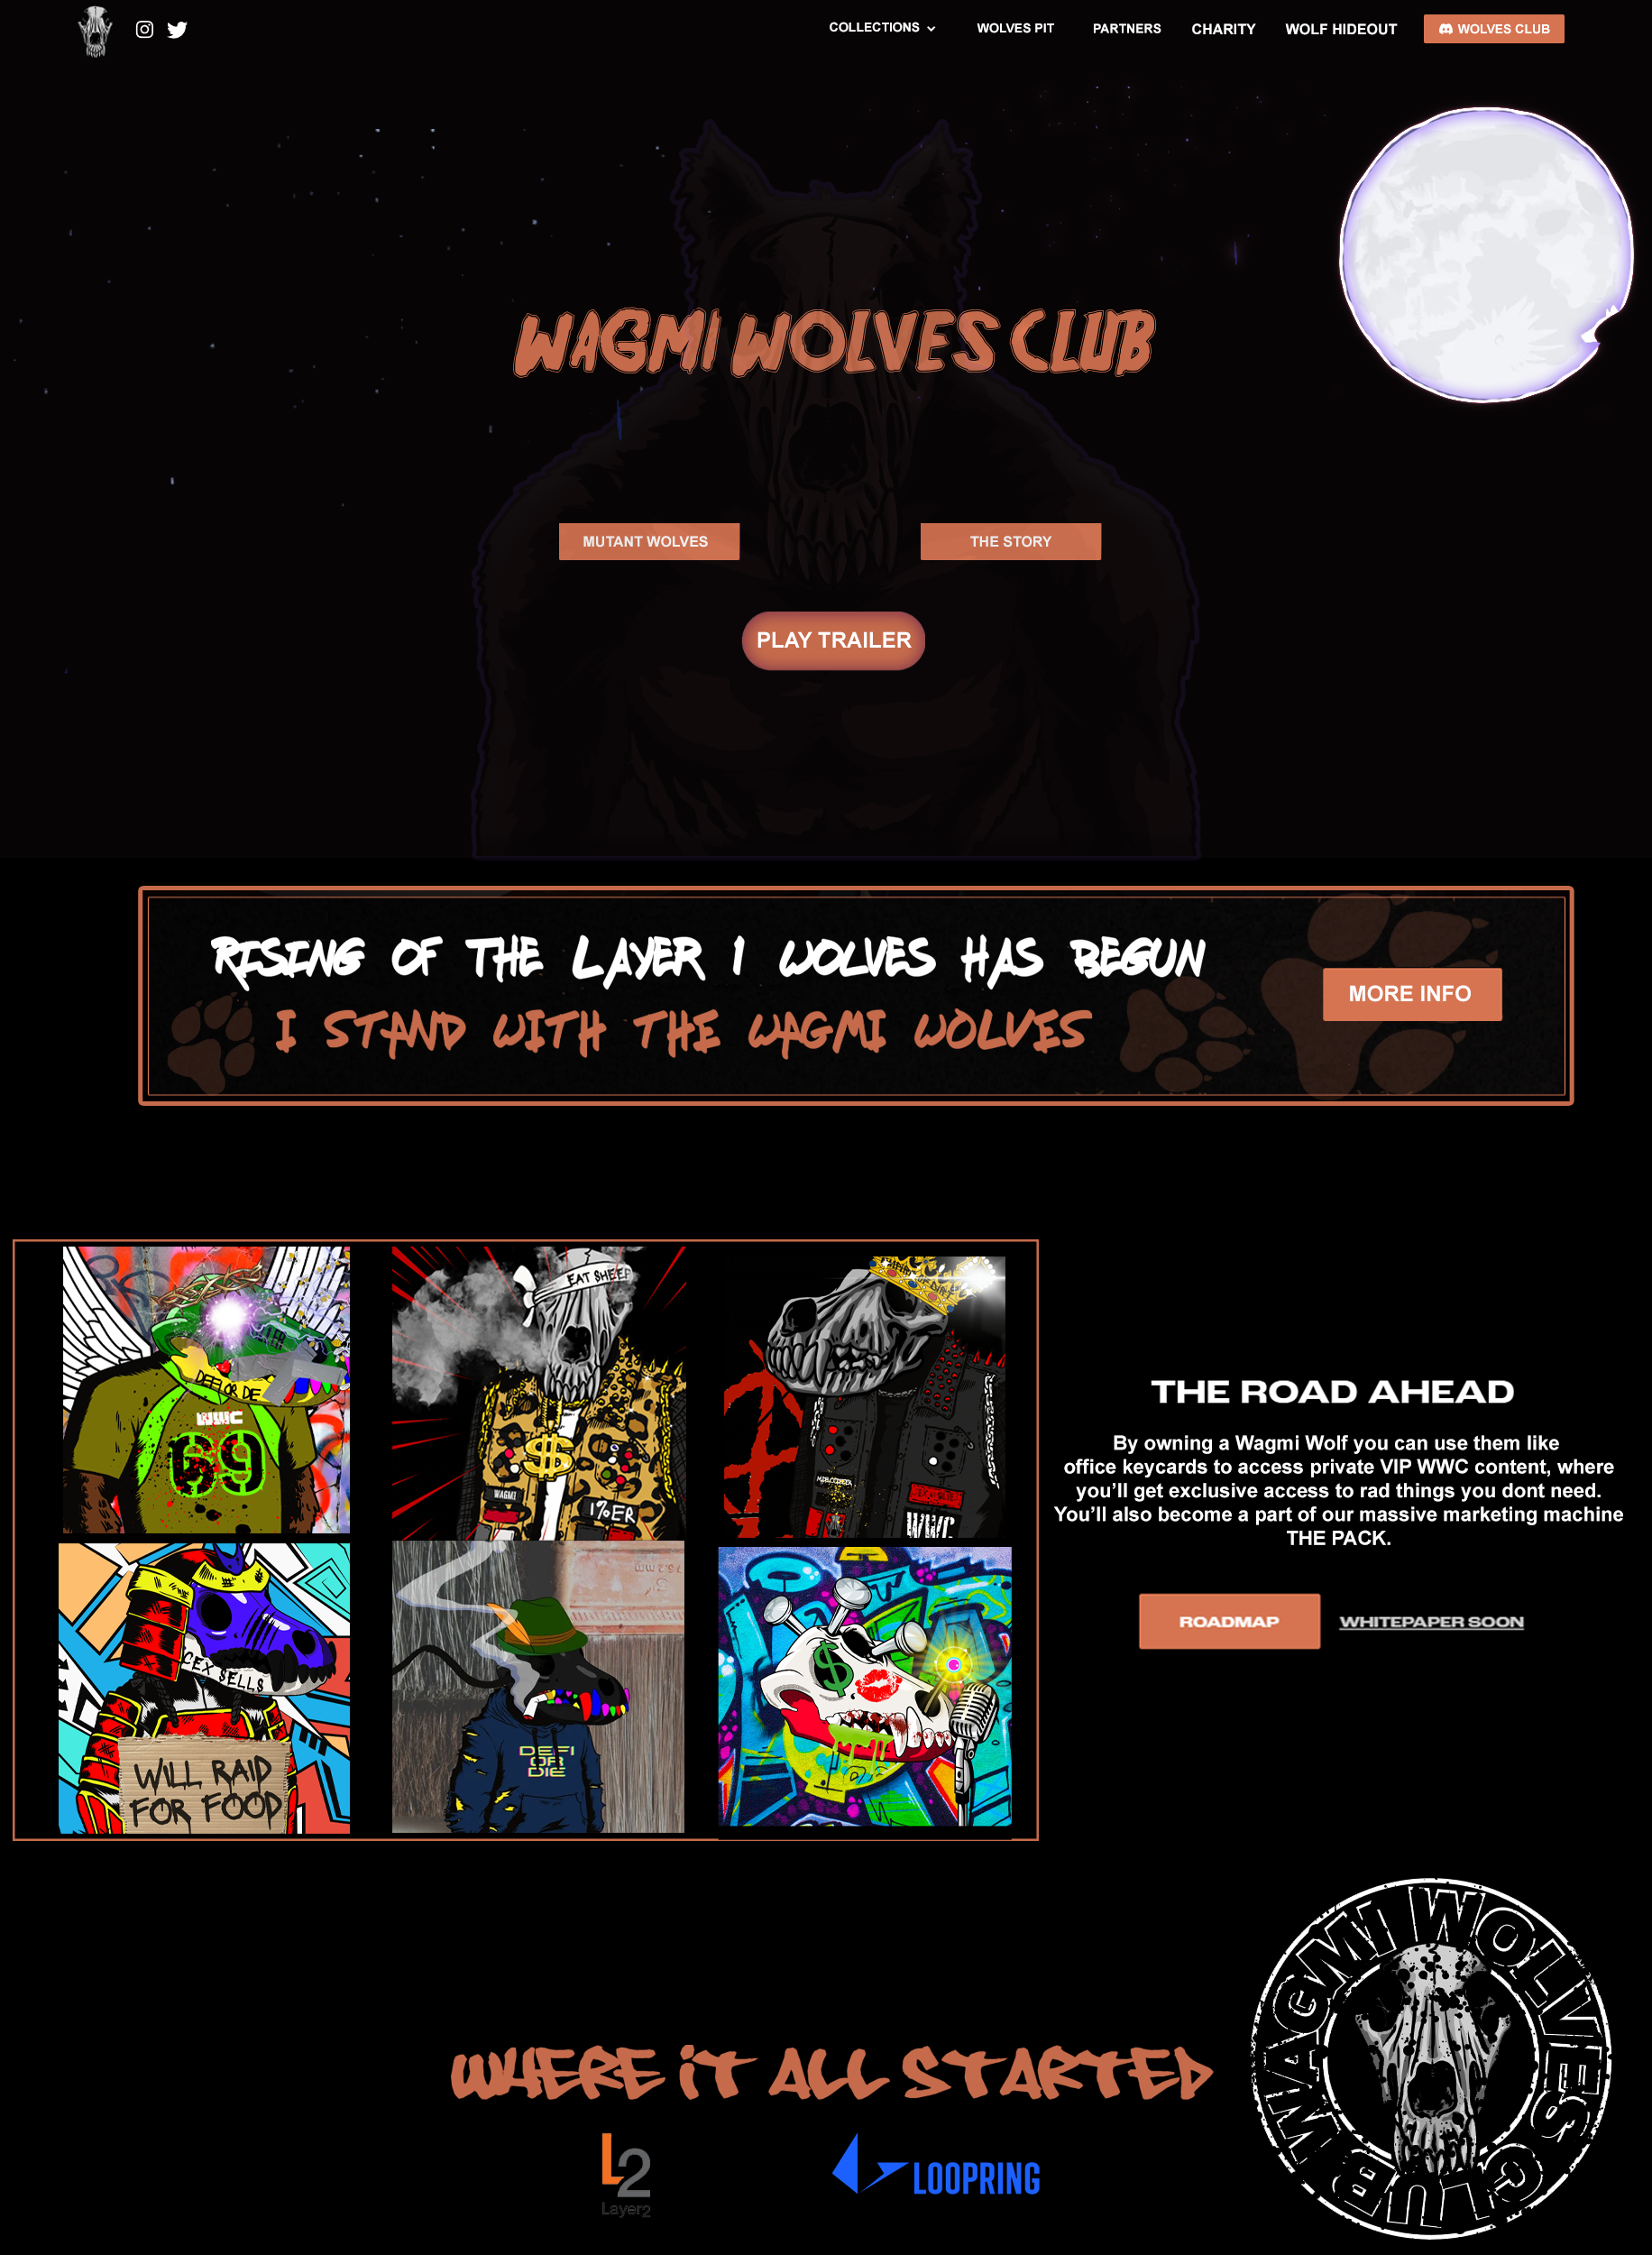 COLLECTIONS
WOLVES PIT
PARTNERS
CHARITY
WOLF HIDEOUT
WOLVES CLUB
WAGMI WOLVES CLUB
MUTANT WOLVES
THE STORY
PLAY TRAILER
RISING OF THE LAYER 1 WOLVES HAS BEGUN
I STAND WITH THE WAGMI WOLVES
MORE INFO
DEFI OR DIE
WWC
69
EAT SHEEP
$
WAGMI
1%ER
WWC
CEX SELLS
WILL RAID
FOR FOOD
DEFI
OR
DIE
$
THE ROAD AHEAD
By owning a Wagmi Wolf you can use them like
office keycards to access private VIP WWC content, where
you’ll get exclusive access to rad things you dont need.
You’ll also become a part of our massive marketing machine
THE PACK.
ROADMAP
WHITEPAPER SOON
WAGMI WOLVES CLUB
WHERE IT ALL STARTED
L2
Layer2
LOOPRING